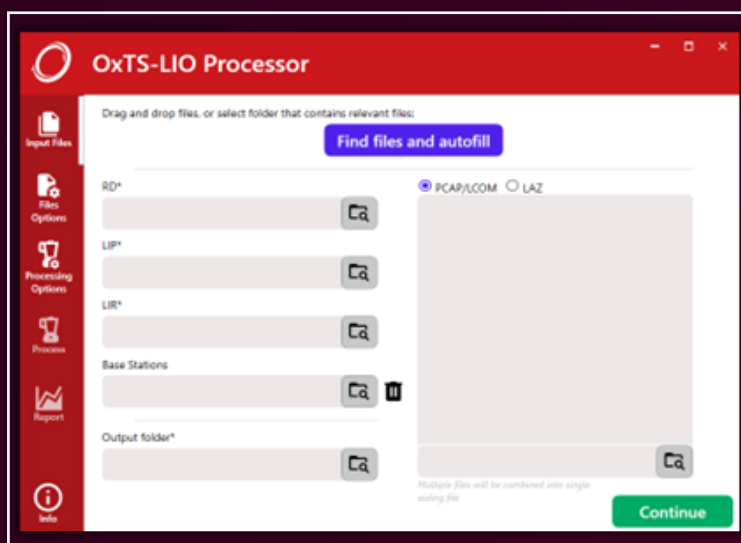 OxTS-LIO Processor
Input Files
Files
Options
Processing
Options
Process
Report
Info
Drag and drop files, or select folder that contains relevant files:
Find files and autofill
RD*
LIP*
LIR*
Base Stations
Output folder*
PCAP/LCOM LAZ
Multiple files will be combined into single
aiding file
Continue